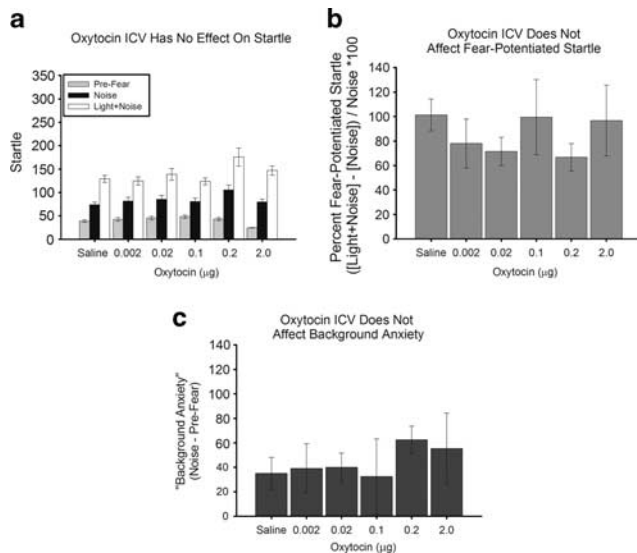 a
Oxytocin ICV Has No Effect On Startle
350
300
250
200
150
100
50
0
Startle
Pre-Fear
Noise
Light+Noise
Saline 0.002 0.02 0.1 0.2 2.0
Oxytocin (µg)
b
Oxytocin ICV Does Not
Affect Fear-Potentiated Startle
140
120
100
80
60
40
20
0
Percent Fear-Potentiated Startle
([Light+Noise] - [Noise]) / Noise *100
Saline 0.002 0.02 0.1 0.2 2.0
Oxytocin (µg)
c
Oxytocin ICV Does Not
Affect Background Anxiety
140
120
100
80
60
40
20
0
"Background Anxiety"
(Noise - Pre-Fear)
Saline 0.002 0.02 0.1 0.2 2.0
Oxytocin (µg)